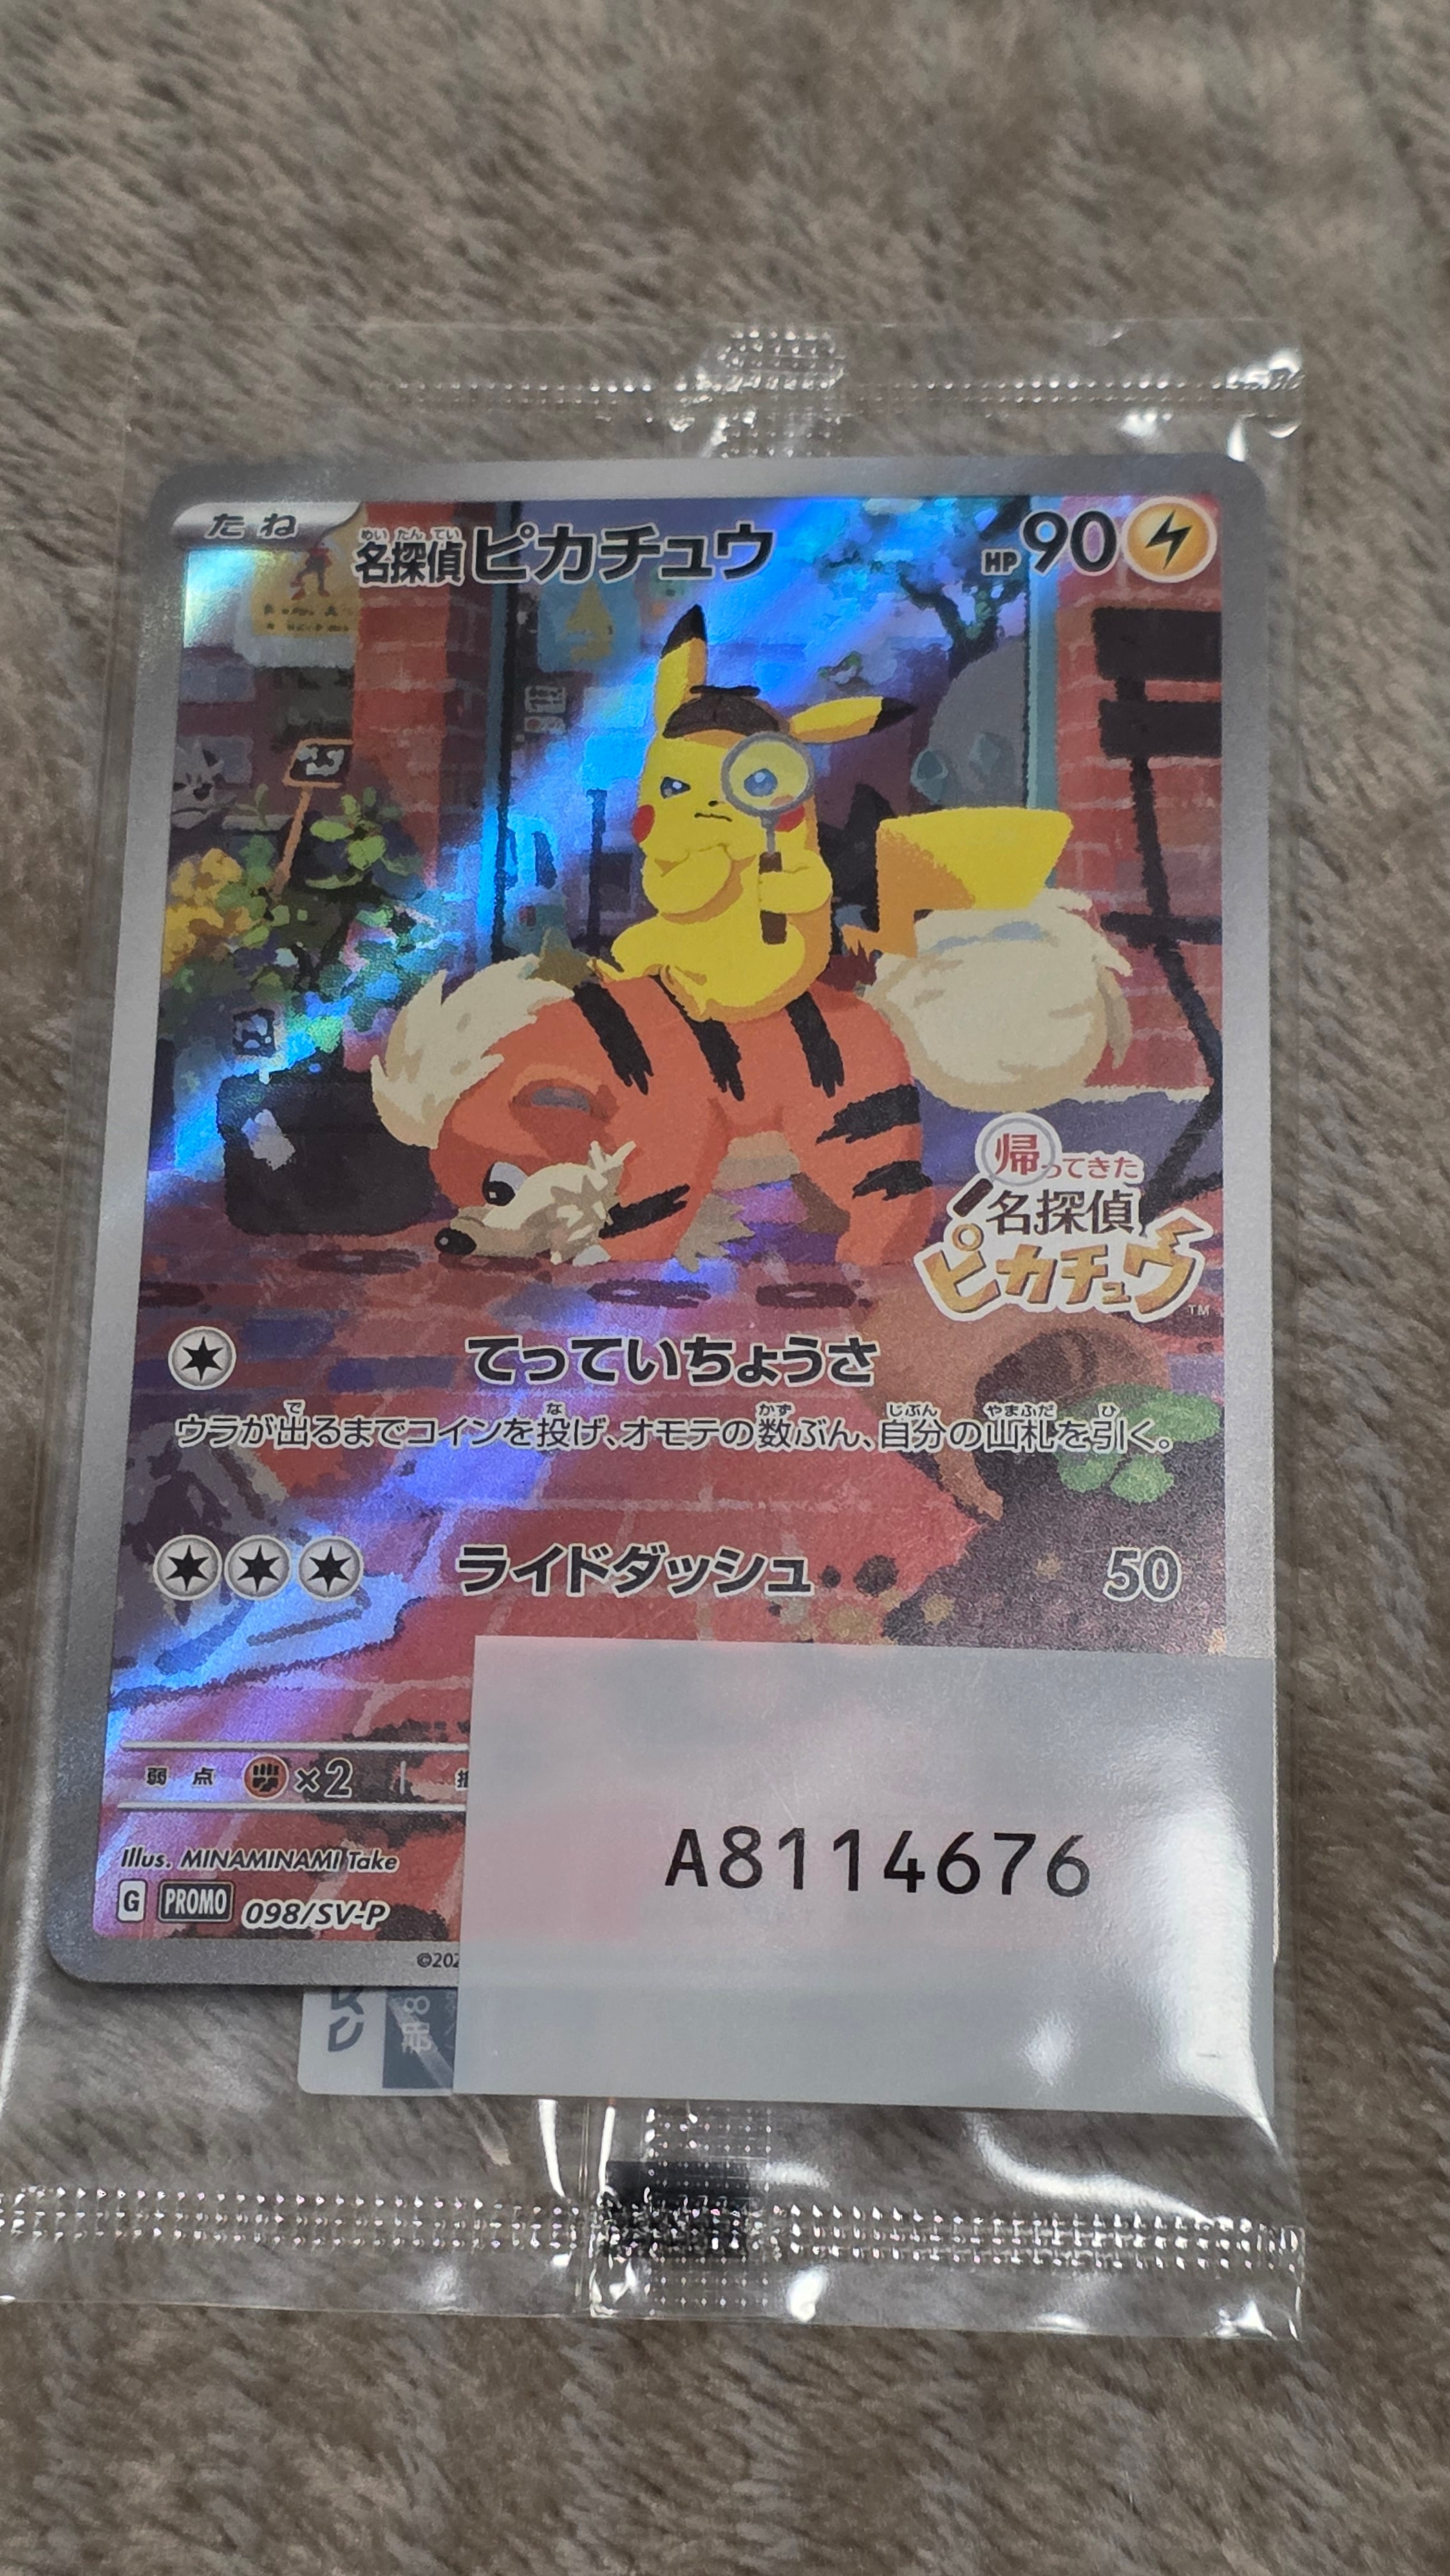 たね
名探偵ピカチュウ
めいたんてい
HP 90
帰ってきた
名探偵
ピカチュウ
TM
てっていちょうさ
ウラが出るまでコインを投げ、オモテの数ぶん、自分の山札を引く。
で な かず じぶん やまふだ ひ
ライドダッシュ 50
弱点 ×2
Illus. MINAMINAMI Take
G PROMO 098/SV-P
A8114676